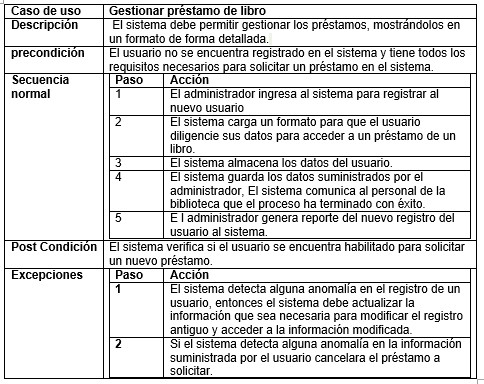 Caso de uso Gestionar préstamo de libro
Descripción El sistema debe permitir gestionar los préstamos, mostrándolos en
un formato de forma detallada.
precondición El usuario no se encuentra registrado en el sistema y tiene todos los
requisitos necesarios para solicitar un préstamo en el sistema.
Secuencia
normal
Paso Acción
1 El administrador ingresa al sistema para registrar al
nuevo usuario
2 El sistema carga un formato para que el usuario
diligencie sus datos para acceder a un préstamo de un
libro.
3 El sistema almacena los datos del usuario.
4 El sistema guarda los datos suministrados por el
administrador, El sistema comunica al personal de la
biblioteca que el proceso ha terminado con éxito.
5 E l administrador genera reporte del nuevo registro del
usuario al sistema.
Post Condición El sistema verifica si el usuario se encuentra habilitado para solicitar
un nuevo préstamo.
Excepciones
Paso Acción
1 El sistema detecta alguna anomalía en el registro de un
usuario, entonces el sistema debe actualizar la
información que sea necesaria para modificar el registro
antiguo y acceder a la información modificada.
2 Si el sistema detecta alguna anomalía en la información
suministrada por el usuario cancelara el préstamo a
solicitar.